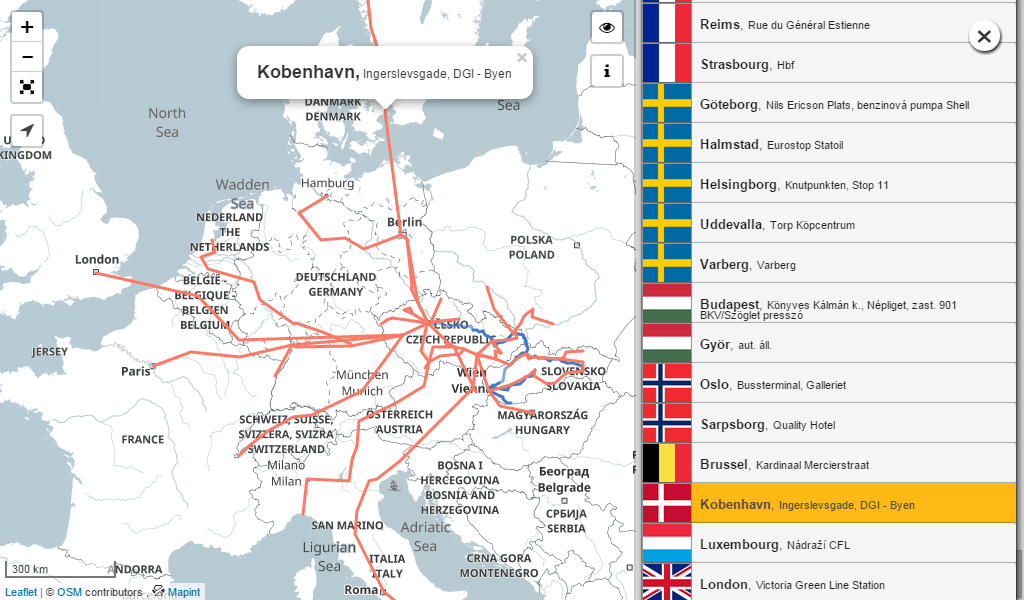 +
−
Kobenhavn, Ingerslevsgade, DGI - Byen
×
DANMARK
DENMARK
Sea
North
Sea
KINGDOM
Wadden
Sea
Hamburg
NEDERLAND
THE
NETHERLANDS
Berlin
POLSKA
POLAND
London
DEUTSCHLAND
GERMANY
BELGIË -
BELGIQUE -
BELGIEN
BELGIUM
ČESKO
CZECH REPUBLIC
JERSEY
Paris
München
Munich
Wien
Vienna
SLOVENSKO
SLOVAKIA
SCHWEIZ, SUISSE,
SVIZZERA, SVIZRA
SWITZERLAND
ÖSTERREICH
AUSTRIA
MAGYARORSZÁG
HUNGARY
FRANCE
Milano
Milan
BOSNA I
HERCEGOVINA
BOSNIA AND
HERZEGOVINA
Београд
Belgrade
СРБИЈА
SERBIA
SAN MARINO
Adriatic
Sea
Ligurian
Sea
ITALIA
ITALY
CRNA GORA
MONTENEGRO
ANDORRA
Barcelona
Roma
300 km
Leaflet | © OSM contributors Mapint
Reims, Rue du Général Estienne
Strasbourg, Hbf
Göteborg, Nils Ericson Plats, benzinová pumpa Shell
Halmstad, Eurostop Statoil
Helsingborg, Knutpunkten, Stop 11
Uddevalla, Torp Köpcentrum
Varberg, Varberg
Budapest, Könyves Kálmán k., Népliget, zast. 901
BKV/Szöglet presszó
Györ, aut. áll.
Oslo, Bussterminal, Galleriet
Sarpsborg, Quality Hotel
Brussel, Kardinaal Mercierstraat
Kobenhavn, Ingerslevsgade, DGI - Byen
Luxembourg, Nádraží CFL
London, Victoria Green Line Station